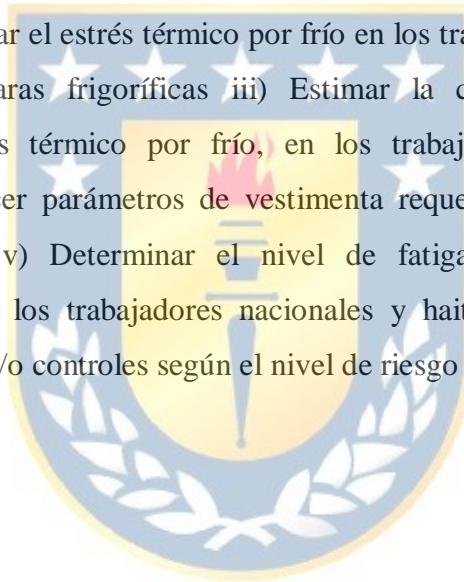 ar el estrés térmico por frío en los tra
aras frigoríficas iii) Estimar la c
s térmico por frío, en los trabaj
cer parámetros de vestimenta reque
v) Determinar el nivel de fatiga
los trabajadores nacionales y hait
/o controles según el nivel de riesgo